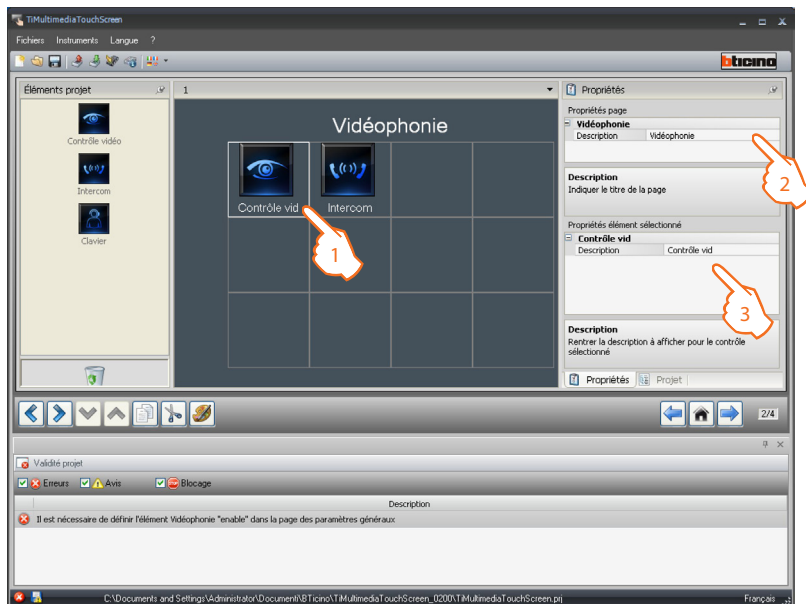 TiMultimediaTouchScreen
Fichiers Instruments Langue ?
bticino
Éléments projet
1
Propriétés
Contrôle vidéo
Intercom
Clavier
Vidéophonie
Contrôle vid
Intercom
1
Propriétés page
Vidéophonie
Description Vidéophonie
2
Description
Indiquer le titre de la page
Propriétés élément sélectionné
Contrôle vid
Description Contrôle vid
3
Description
Rentrer la description à afficher pour le contrôle
sélectionné
Propriétés Projet
2/4
Validité projet
Erreurs Avis Blocage
Description
Il est nécessaire de définir l'élément Vidéophonie "enable" dans la page des paramètres généraux
C:\Documents and Settings\Administrator\Documenti\BTicino\TiMultimediaTouchScreen_0200\TiMultimediaTouchScreen.prj
Français